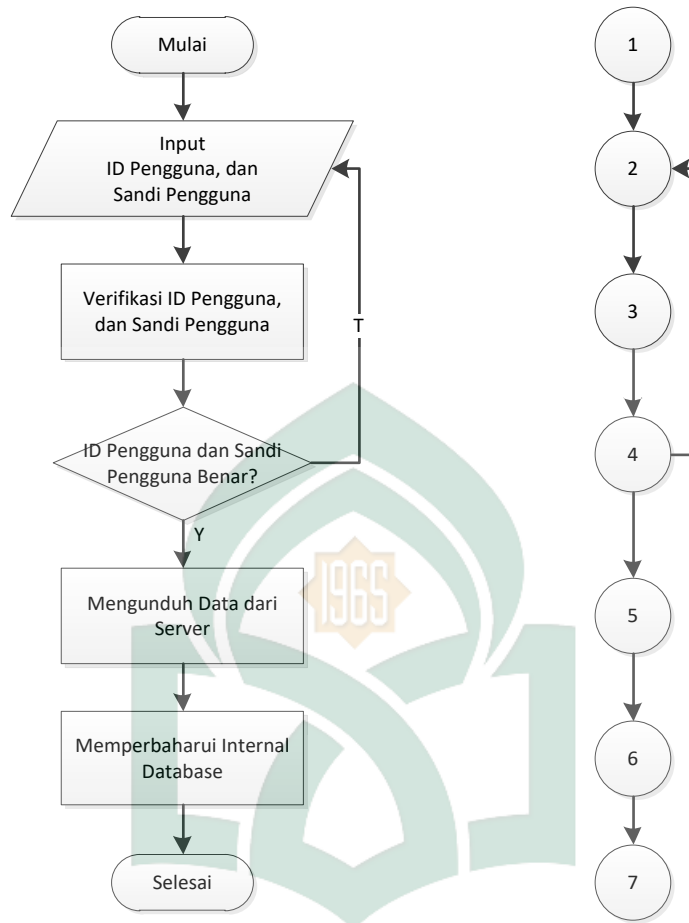 Mulai
Input
ID Pengguna, dan
Sandi Pengguna
Verifikasi ID Pengguna,
dan Sandi Pengguna
T
ID Pengguna dan Sandi
Pengguna Benar?
Y
Mengunduh Data dari
Server
Memperbaharui Internal
Database
Selesai
1
2
3
4
5
6
7
1965